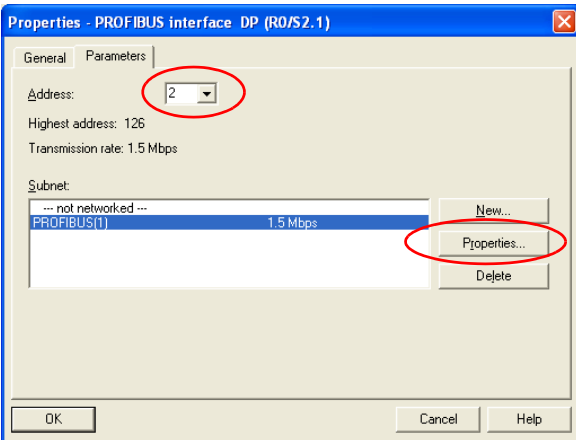 Properties - PROFIBUS interface DP (R0/S2.1)
General Parameters
Address: 2
Highest address: 126
Transmission rate: 1.5 Mbps
Subnet:
--- not networked ---
PROFIBUS(1) 1.5 Mbps
New...
Properties...
Delete
OK Cancel Help